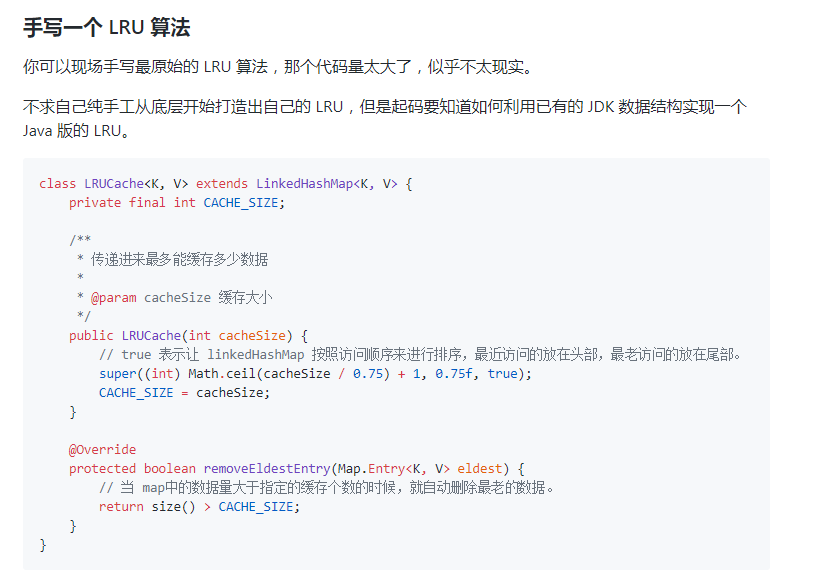 手写一个 LRU 算法
你可以现场手写最原始的 LRU 算法，那个代码量太大了，似乎不太现实。
不求自己纯手工从底层开始打造出自己的 LRU，但是起码要知道如何利用已有的 JDK 数据结构实现一个
Java 版的 LRU。
class LRUCache<K, V> extends LinkedHashMap<K, V> {
    private final int CACHE_SIZE;
    /**
     * 传递进来最多能缓存多少数据
     *
     * @param cacheSize 缓存大小
     */
    public LRUCache(int cacheSize) {
        // true 表示让 linkedHashMap 按照访问顺序来进行排序，最近访问的放在头部，最老访问的放在尾部。
        super((int) Math.ceil(cacheSize / 0.75) + 1, 0.75f, true);
        CACHE_SIZE = cacheSize;
    }
    @Override
    protected boolean removeEldestEntry(Map.Entry<K, V> eldest) {
        // 当 map中的数据量大于指定的缓存个数的时候，就自动删除最老的数据。
        return size() > CACHE_SIZE;
    }
}